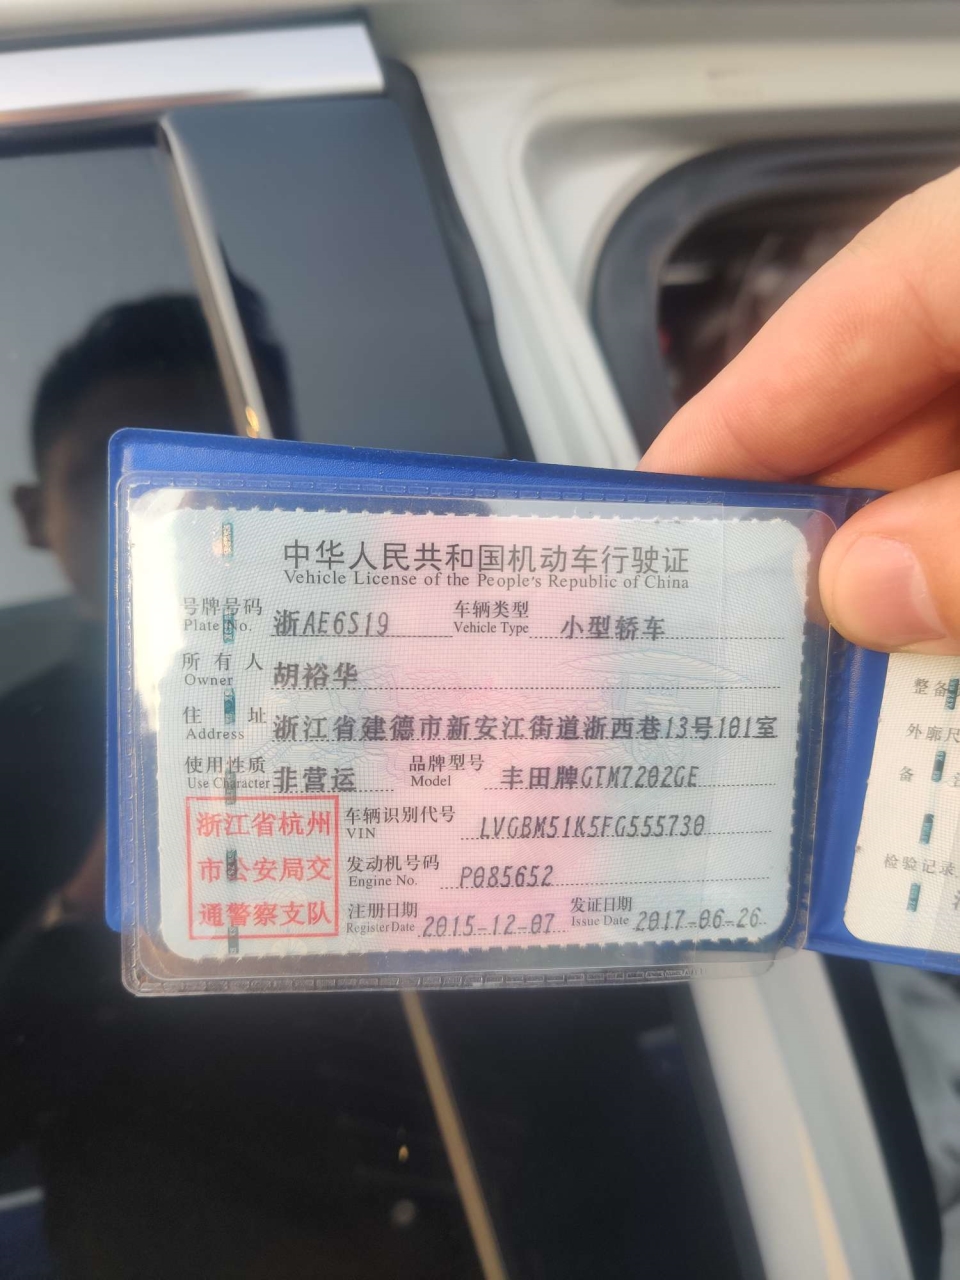 中华人民共和国机动车行驶证
Vehicle License of the People's Republic of China
号牌号码 浙AE6S19 车辆类型 小型轿车
Plate No. Vehicle Type
所有人 胡裕华
Owner
住址 浙江省建德市新安江街道浙西巷13号101室
Address
使用性质 非营运 品牌型号 丰田牌GTM7202GE
Use Character Model
浙江省杭州
市公安局交
通警察支队
车辆识别代号 LVGBM51K5FG555730
VIN
发动机号码 P085652
Engine No.
注册日期 2015-12-07 发证日期 2017-06-26
Register Date Issue Date
整备
外廓尺
备
检验记录